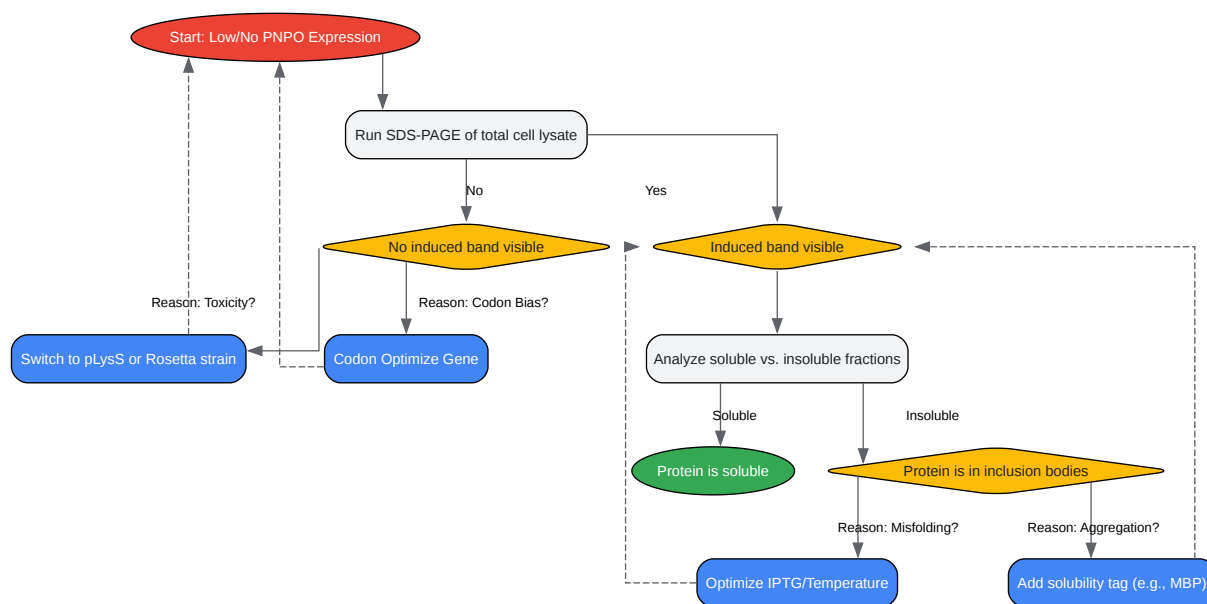 Start: Low/No PNPO Expression
Run SDS-PAGE of total cell lysate
No
Yes
No induced band visible
Induced band visible
Reason: Toxicity?
Reason: Codon Bias?
Switch to pLysS or Rosetta strain
Codon Optimize Gene
Analyze soluble vs. insoluble fractions
Soluble
Insoluble
Protein is soluble
Protein is in inclusion bodies
Reason: Misfolding?
Reason: Aggregation?
Optimize IPTG/Temperature
Add solubility tag (e.g., MBP)